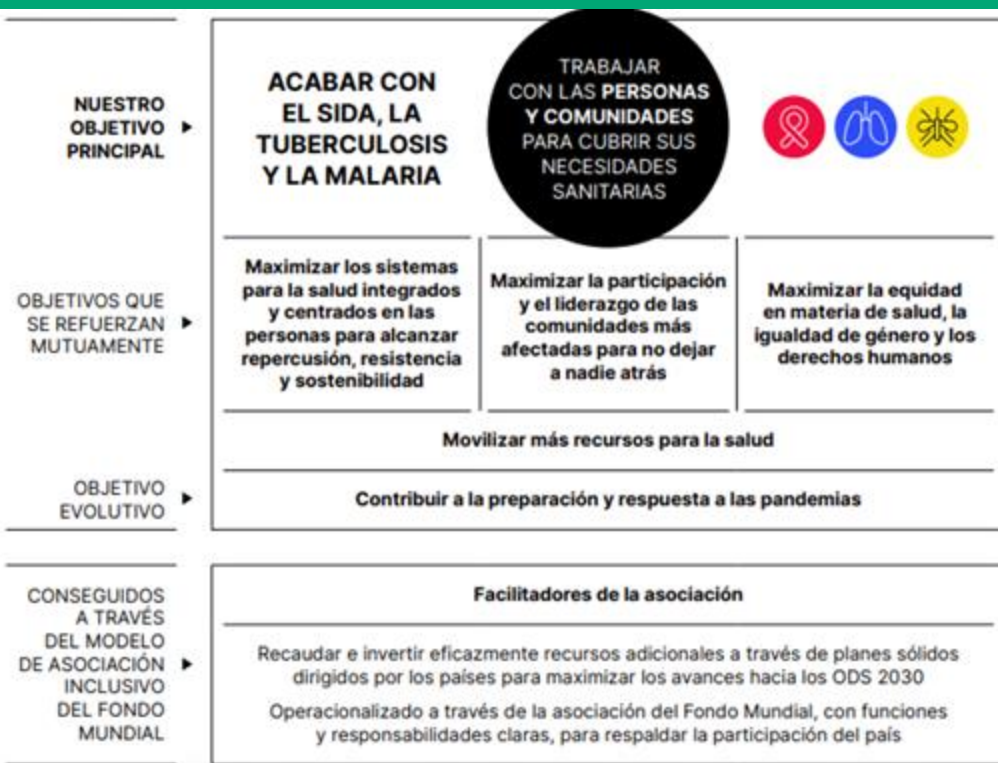 NUESTRO
OBJETIVO
PRINCIPAL
ACABAR CON
EL SIDA, LA
TUBERCULOSIS
Y LA MALARIA
TRABAJAR
CON LAS PERSONAS
Y COMUNIDADES
PARA CUBRIR SUS
NECESIDADES
SANITARIAS
OBJETIVOS QUE
SE REFUERZAN
MUTUAMENTE
Maximizar los sistemas
para la salud integrados
y centrados en las
personas para alcanzar
repercusión, resistencia
y sostenibilidad
Maximizar la participación
y el liderazgo de las
comunidades más
afectadas para no dejar
a nadie atrás
Maximizar la equidad
en materia de salud, la
igualdad de género y los
derechos humanos
Movilizar más recursos para la salud
OBJETIVO
EVOLUTIVO
Contribuir a la preparación y respuesta a las pandemias
CONSEGUIDOS
A TRAVÉS
DEL MODELO
DE ASOCIACIÓN
INCLUSIVO
DEL FONDO
MUNDIAL
Facilitadores de la asociación
Recaudar e invertir eficazmente recursos adicionales a través de planes sólidos
dirigidos por los países para maximizar los avances hacia los ODS 2030
Operacionalizado a través de la asociación del Fondo Mundial, con funciones
y responsabilidades claras, para respaldar la participación del país